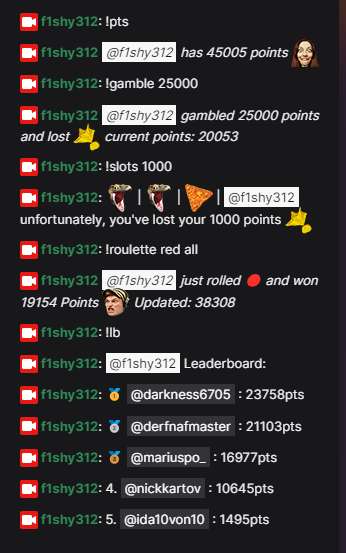 f1shy312: !pts
f1shy312: @f1shy312 has 45005 points
f1shy312: !gamble 25000
f1shy312: @f1shy312 gambled 25000 points
and lost current points: 20053
f1shy312: !slots 1000
f1shy312: | | | @f1shy312
unfortunately, you've lost your 1000 points
f1shy312: !roulette red all
f1shy312: @f1shy312 just rolled 🔴 and won
19154 Points Updated: 38308
f1shy312: !lb
f1shy312: @f1shy312 Leaderboard:
f1shy312: 🥇 @darkness6705 : 23758pts
f1shy312: 🥈 @derfnafmaster : 21103pts
f1shy312: 🥉 @mariuspo_ : 16977pts
f1shy312: 4. @nickkartov : 10645pts
f1shy312: 5. @ida10von10 : 1495pts